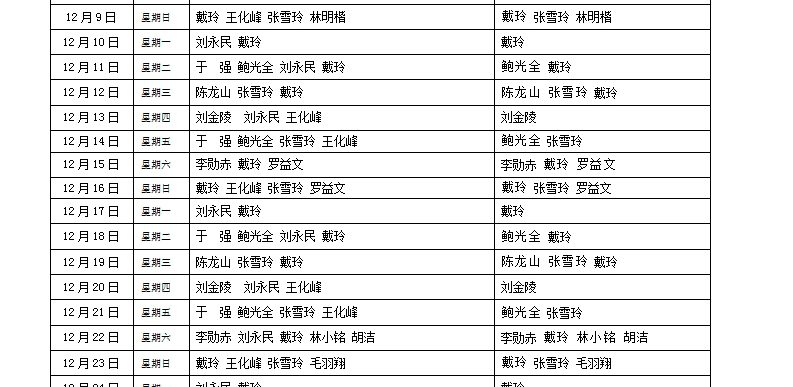 12月9日 星期日 戴玲 王化峰 张雪玲 林明楷 戴玲 张雪玲 林明楷
12月10日 星期一 刘永民 戴玲 戴玲
12月11日 星期二 于 强 鲍光全 刘永民 戴玲 鲍光全 戴玲
12月12日 星期三 陈龙山 张雪玲 戴玲 陈龙山 张雪玲 戴玲
12月13日 星期四 刘金陵 刘永民 王化峰 刘金陵
12月14日 星期五 于 强 鲍光全 张雪玲 王化峰 鲍光全 张雪玲
12月15日 星期六 李勋赤 戴玲 罗益文 李勋赤 戴玲 罗益文
12月16日 星期日 戴玲 王化峰 张雪玲 罗益文 戴玲 张雪玲 罗益文
12月17日 星期一 刘永民 戴玲 戴玲
12月18日 星期二 于 强 鲍光全 刘永民 戴玲 鲍光全 戴玲
12月19日 星期三 陈龙山 张雪玲 戴玲 陈龙山 张雪玲 戴玲
12月20日 星期四 刘金陵 刘永民 王化峰 刘金陵
12月21日 星期五 于 强 鲍光全 张雪玲 王化峰 鲍光全 张雪玲
12月22日 星期六 李勋赤 刘永民 戴玲 林小铭 胡洁 李勋赤 戴玲 林小铭 胡洁
12月23日 星期日 戴玲 王化峰 张雪玲 毛羽翔 戴玲 张雪玲 毛羽翔